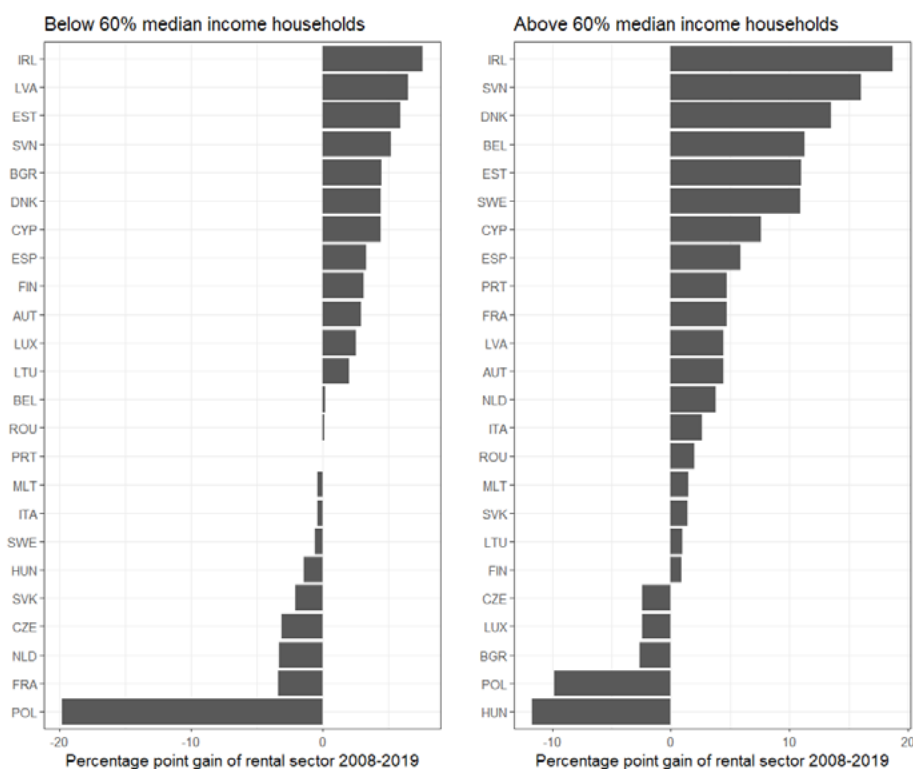 Below 60% median income households
IRL
LVA
EST
SVN
BGR
DNK
CYP
ESP
FIN
AUT
LUX
LTU
BEL
ROU
PRT
MLT
ITA
SWE
HUN
SVK
CZE
NLD
FRA
POL
-20 -10 0
Percentage point gain of rental sector 2008-2019
Above 60% median income households
IRL
SVN
DNK
BEL
EST
SWE
CYP
ESP
PRT
FRA
LVA
AUT
NLD
ITA
ROU
MLT
SVK
LTU
FIN
CZE
LUX
BGR
POL
HUN
-10 0 10 20
Percentage point gain of rental sector 2008-2019